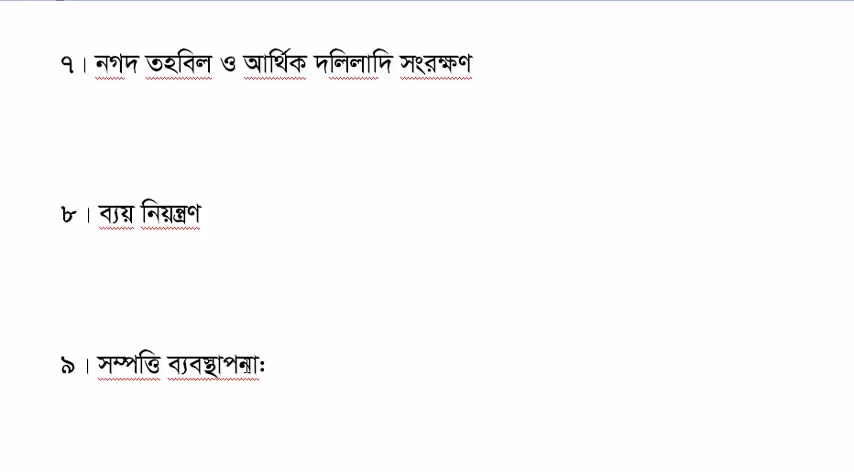 ৭। নগদ তহবিল ও আর্থিক দলিলাদি সংরক্ষণ
৮। ব্যয় নিয়ন্ত্রণ
৯। সম্পত্তি ব্যবস্থাপনা: